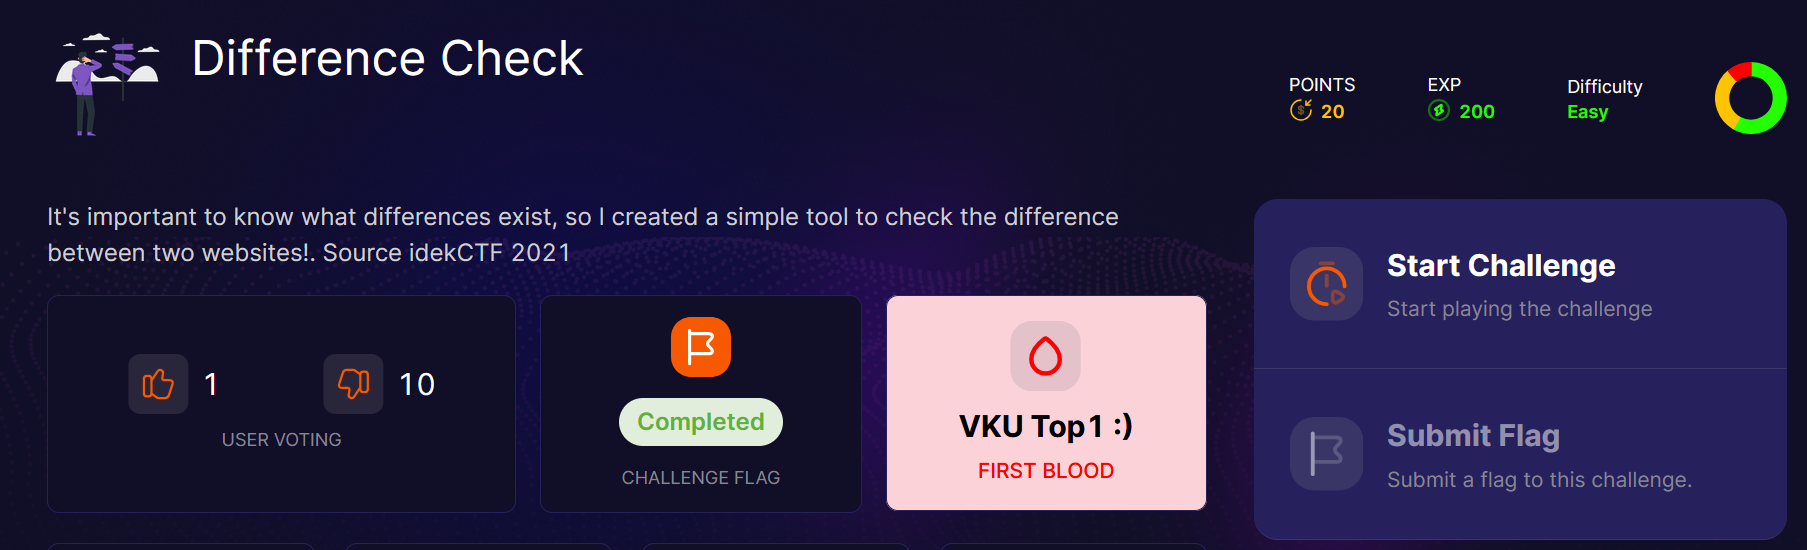 Difference Check
POINTS
20
EXP
200
Difficulty
Easy
It's important to know what differences exist, so I created a simple tool to check the difference
between two websites!. Source idekCTF 2021
1
10
USER VOTING
Completed
CHALLENGE FLAG
VKU Top1 :)
FIRST BLOOD
Start Challenge
Start playing the challenge
Submit Flag
Submit a flag to this challenge.